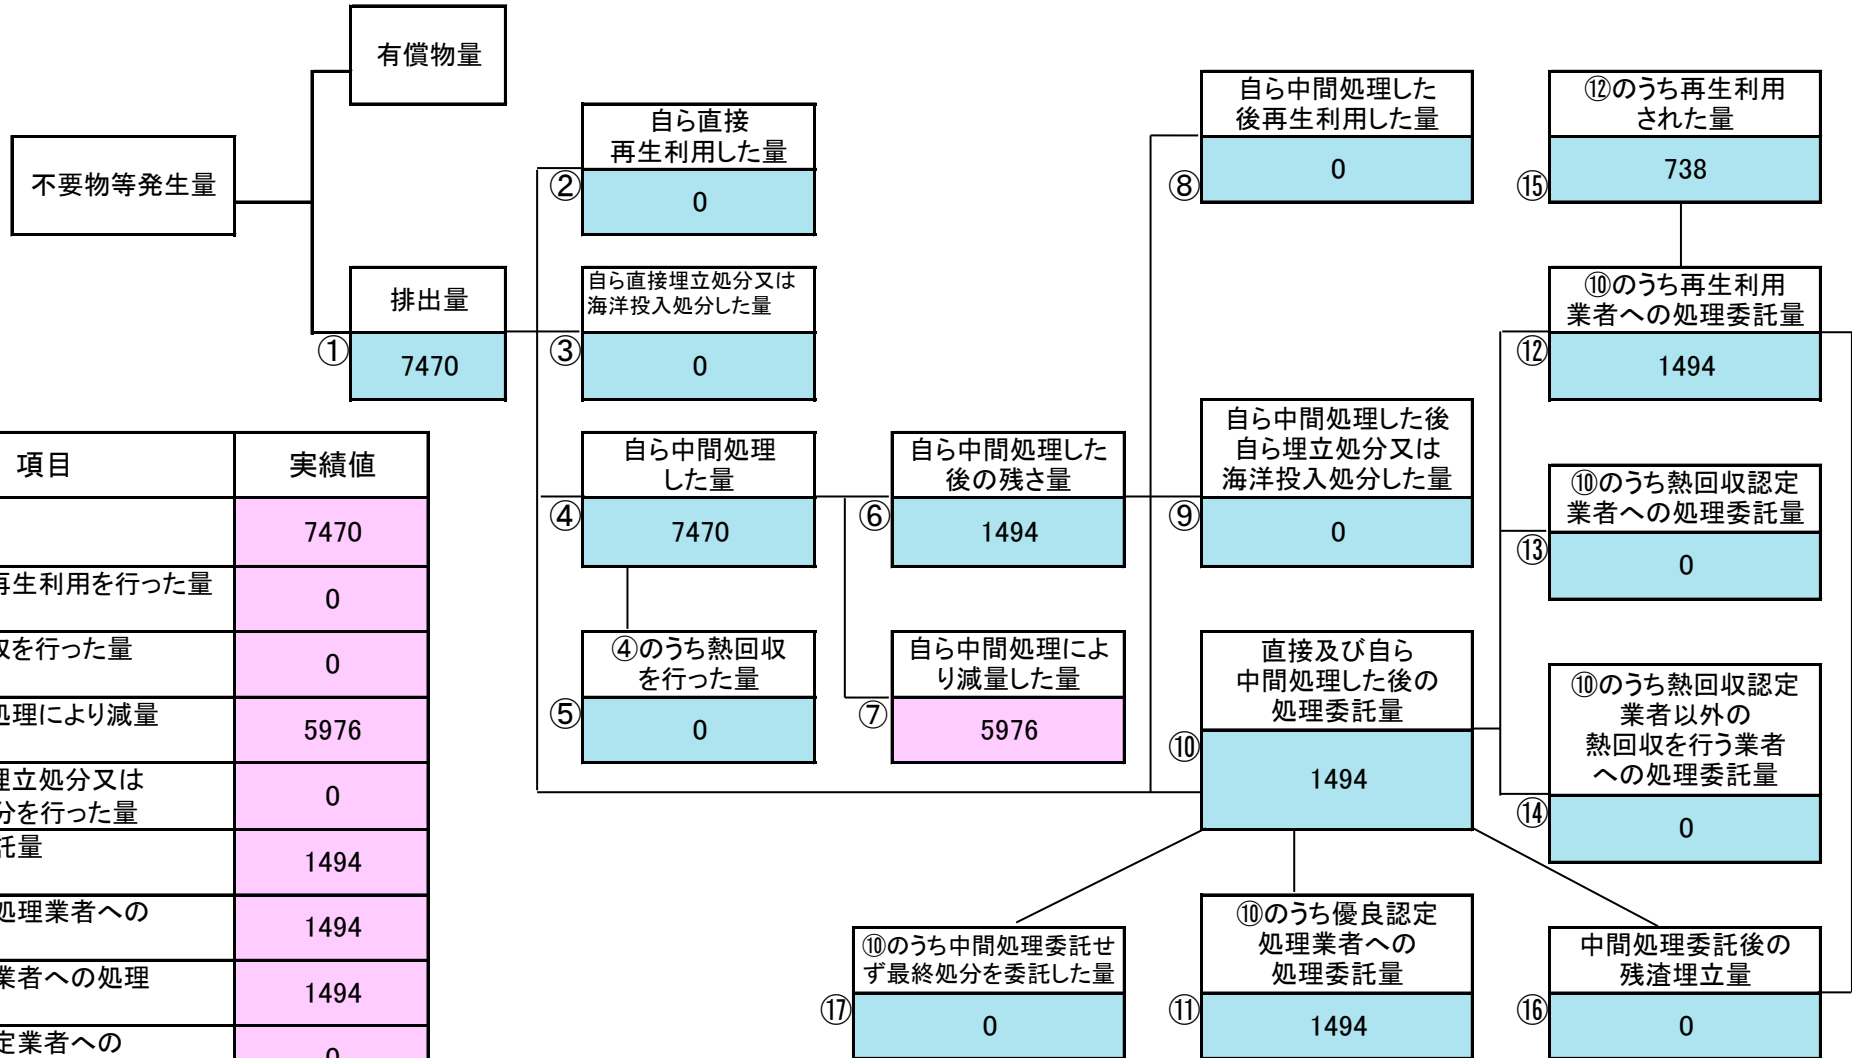 有償物量
不要物等発生量
排出量
①
7470
自ら直接
再生利用した量
②
0
自ら直接埋立処分又は
海洋投入処分した量
③
0
自ら中間処理
した量
④
7470
④のうち熱回収
を行った量
⑤
0
自ら中間処理した
後の残さ量
⑥
1494
自ら中間処理によ
り減量した量
⑦
5976
自ら中間処理した
後再生利用した量
⑧
0
自ら中間処理した後
自ら埋立処分又は
海洋投入処分した量
⑨
0
直接及び自ら
中間処理した後の
処理委託量
⑩
1494
⑫のうち再生利用
された量
⑮
738
⑩のうち再生利用
業者への処理委託量
⑫
1494
⑩のうち熱回収認定
業者への処理委託量
⑬
0
⑩のうち熱回収認定
業者以外の
熱回収を行う業者
への処理委託量
⑭
0
⑩のうち中間処理委託せ
ず最終処分を委託した量
⑰
0
⑩のうち優良認定
処理業者への
処理委託量
⑪
1494
中間処理委託後の
残渣埋立量
⑯
0
項目 実績値
7470
再生利用を行った量 0
を行った量 0
処理により減量 5976
埋立処分又は
分を行った量 0
託量 1494
処理業者への 1494
業者への処理 1494
定業者への 0